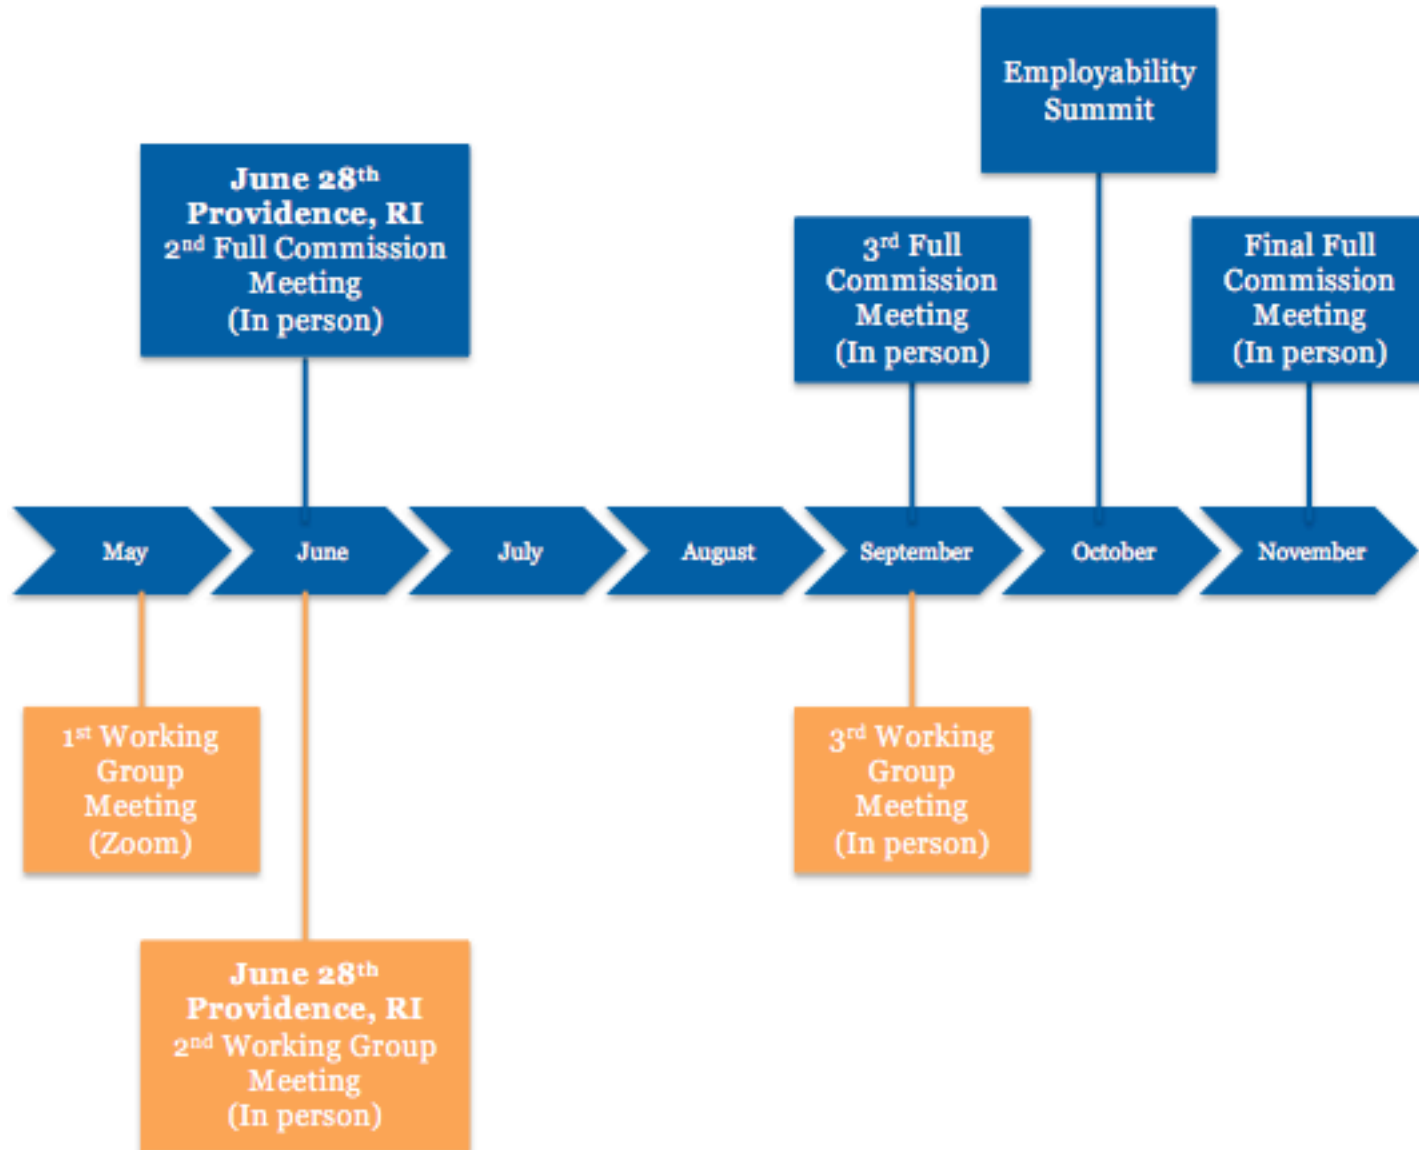 Employability
Summit
June 28th
Providence, RI
2nd Full Commission
Meeting
(In person)
3rd Full
Commission
Meeting
(In person)
Final Full
Commission
Meeting
(In person)
May
June
July
August
September
October
November
1st Working
Group
Meeting
(Zoom)
3rd Working
Group
Meeting
(In person)
June 28th
Providence, RI
2nd Working Group
Meeting
(In person)